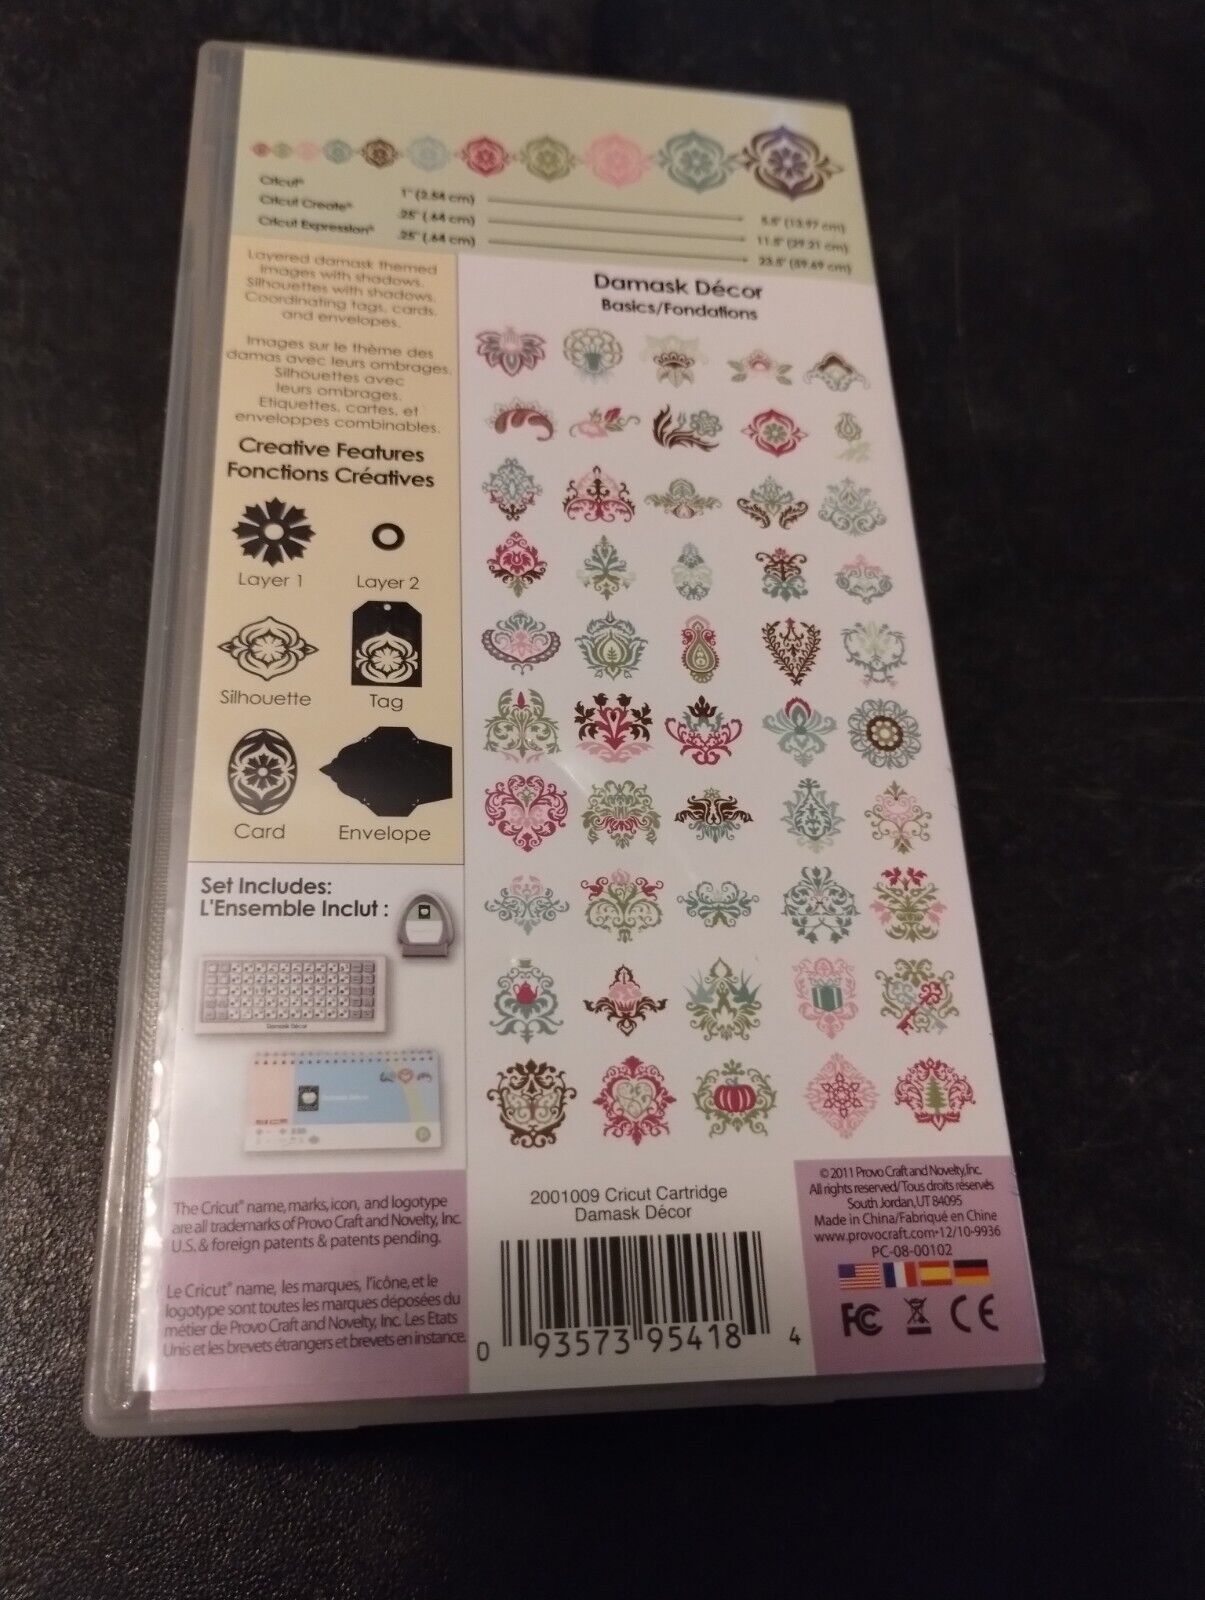 Cricut® 1" (2.54 cm) 5.5" (13.97 cm)
Cricut Create® .25" (.64 cm) 11.5" (29.21 cm)
Cricut Expression® .25" (.64 cm) 23.5" (59.69 cm)
Layered damask themed
images with shadows.
Silhouettes with shadows.
Coordinating tags, cards,
and envelopes.
Images sur le thème des
damas avec leurs ombrages.
Silhouettes avec
leurs ombrages.
Etiquettes, cartes, et
enveloppes combinables.
Creative Features
Fonctions Créatives
Layer 1 Layer 2
Silhouette Tag
Card Envelope
Set Includes:
L'Ensemble Inclut :
Damask Décor
Damask Décor
The Cricut® name, marks, icon, and logotype
are all trademarks of Provo Craft and Novelty, Inc.
U.S. & foreign patents & patents pending.
Le Cricut® name, les marques, l'icône, et le
logotype sont toutes les marques déposées du
métier de Provo Craft and Novelty, Inc. Les Etats
Unis et les brevets étrangers et brevets en instance.
Damask Décor
Basics/Fondations
2001009 Cricut Cartridge
Damask Décor
0 93573 95418 4
© 2011 Provo Craft and Novelty, Inc.
All rights reserved/Tous droits réservés
South Jordan, UT 84095
Made in China/Fabriqué en Chine
www.provocraft.com•12/10-9936
PC-08-00102
FC CE